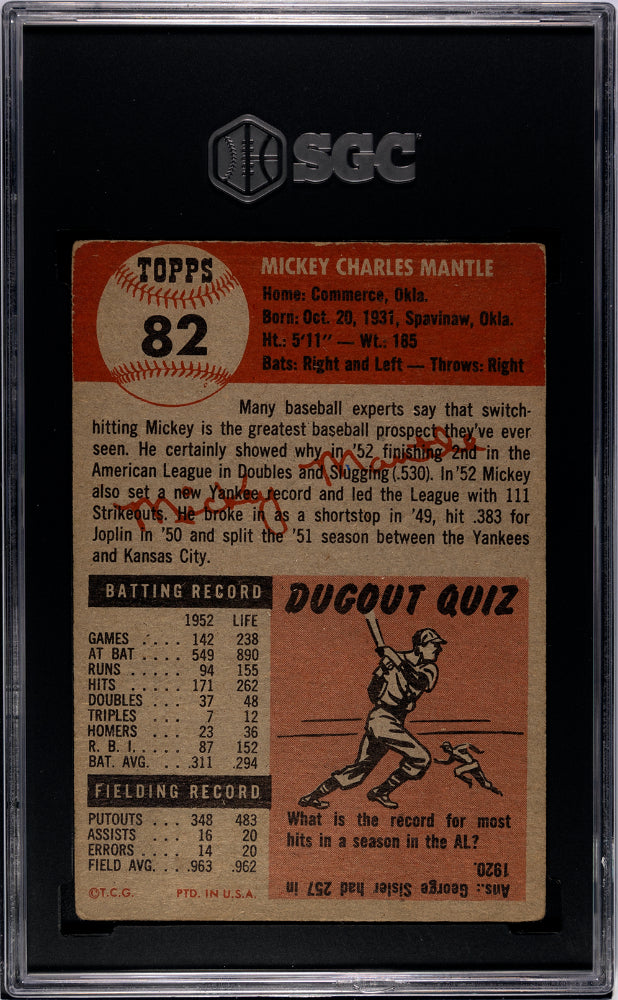 SGC
TOPPS
82
MICKEY CHARLES MANTLE
Home: Commerce, Okla.
Born: Oct. 20, 1931, Spavinaw, Okla.
Ht.: 5'11" — Wt.: 185
Bats: Right and Left — Throws: Right
Many baseball experts say that switch-
hitting Mickey is the greatest baseball prospect they've ever
seen. He certainly showed why in '52 finishing 2nd in the
American League in Doubles and Slugging (.530). In '52 Mickey
also set a new Yankee record and led the League with 111
Strikeouts. He broke in as a shortstop in '49, hit .383 for
Joplin in '50 and split the '51 season between the Yankees
and Kansas City.
Mickey Mantle
BATTING RECORD
1952 LIFE
GAMES .... 142 238
AT BAT .... 549 890
RUNS .... 94 155
HITS .... 171 262
DOUBLES ... 37 48
TRIPLES ... 7 12
HOMERS ... 23 36
R. B. I. .... 87 152
BAT. AVG. .. .311 .294
FIELDING RECORD
PUTOUTS ... 348 483
ASSISTS ... 16 20
ERRORS ... 14 20
FIELD AVG. .. .963 .962
©T.C.G. PTD. IN U.S.A.
DUGOUT QUIZ
What is the record for most
hits in a season in the AL?
Ans.: George Sisler had 257 in
1920.